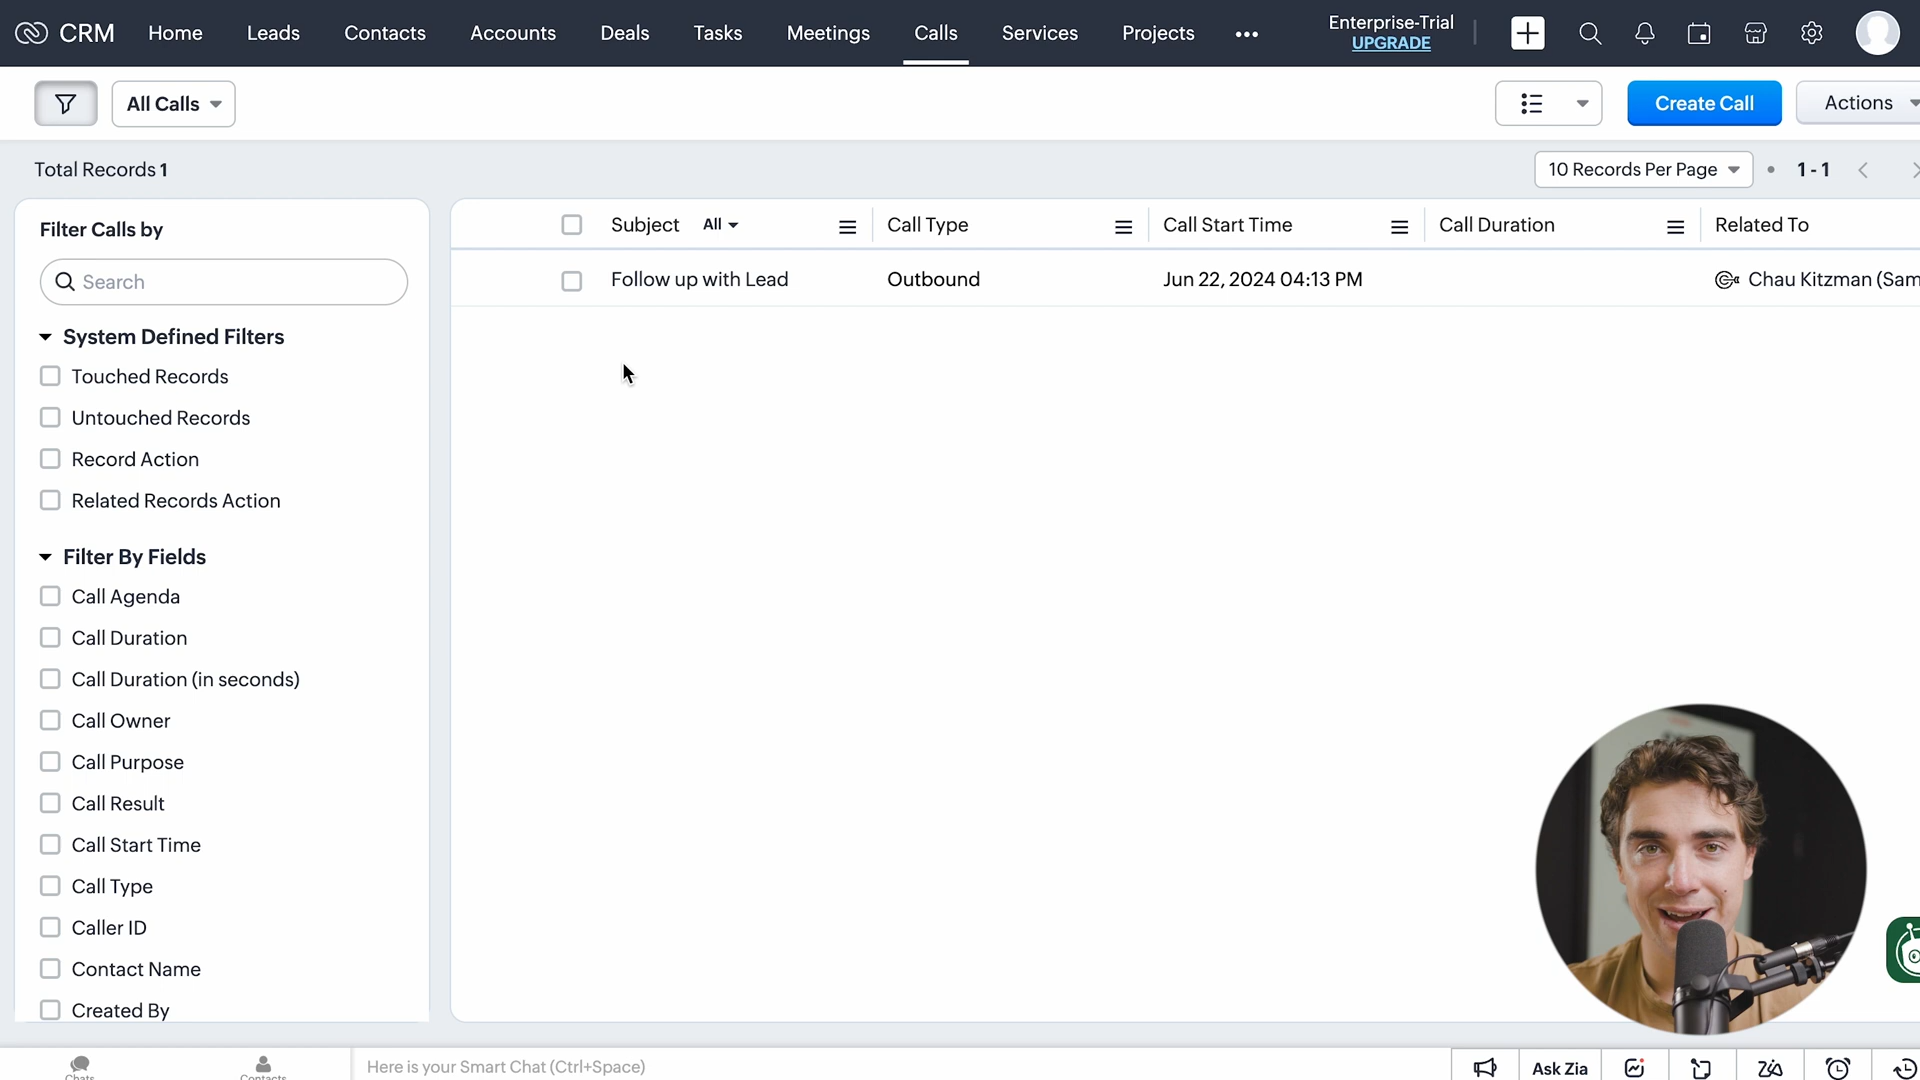 CRM Home Leads Contacts Accounts Deals Tasks Meetings Calls Services Projects ••• Enterprise-Trial
UPGRADE
All Calls Create Call Actions
Total Records 1 10 Records Per Page • 1 - 1
Filter Calls by
Search
System Defined Filters
Touched Records
Untouched Records
Record Action
Related Records Action
Filter By Fields
Call Agenda
Call Duration
Call Duration (in seconds)
Call Owner
Call Purpose
Call Result
Call Start Time
Call Type
Caller ID
Contact Name
Created By
Subject All Call Type Call Start Time Call Duration Related To
Follow up with Lead Outbound Jun 22, 2024 04:13 PM Chau Kitzman (Sam
Chats Contacts Here is your Smart Chat (Ctrl+Space) Ask Zia